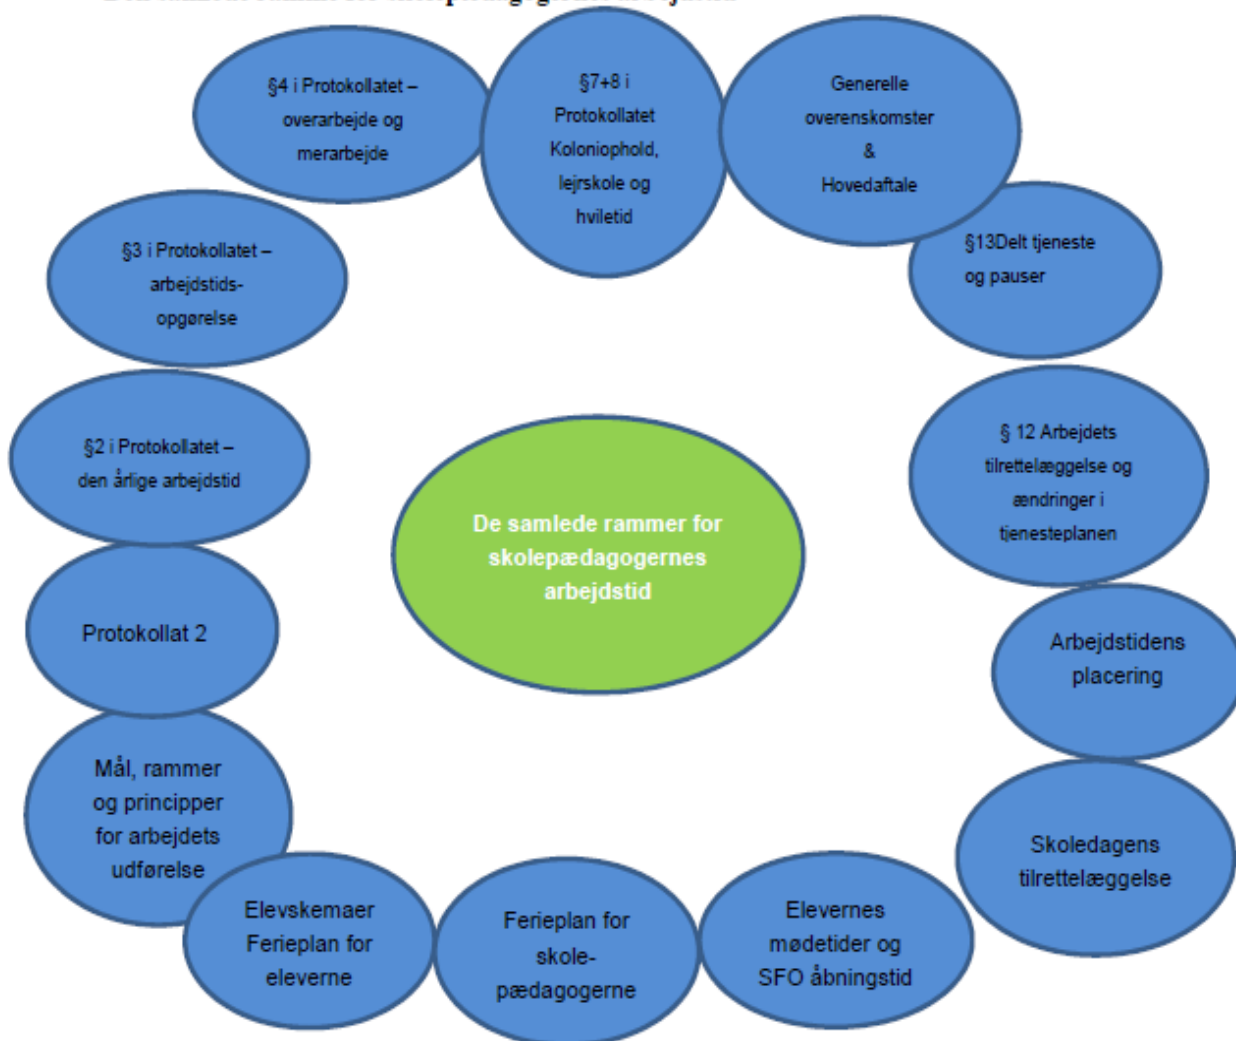 §4 i Protokollatet –
overarbejde og
merarbejde
§7+8 i
Protokollatet
Koloniophold,
lejrskole og
hviletid
Generelle
overenskomster
&
Hovedaftale
§13Delt tjeneste
og pauser
§ 12 Arbejdets
tilrettelæggelse og
ændringer i
tjenesteplanen
Arbejdstidens
placering
Skoledagens
tilrettelæggelse
Elevernes
mødetider og
SFO åbningstid
Ferieplan for
skole-
pædagogerne
Elevskemaer
Ferieplan for
eleverne
Mål, rammer
og principper
for arbejdets
udførelse
Protokollat 2
§2 i Protokollatet –
den årlige arbejdstid
§3 i Protokollatet –
arbejdstids-
opgørelse
De samlede rammer for
skolepædagogernes
arbejdstid